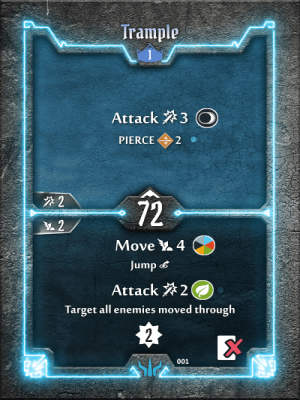 Trample
1
Attack 3
PIERCE 2
2
72
2
Move 4
Jump
Attack 2
Target all enemies moved through
2
001